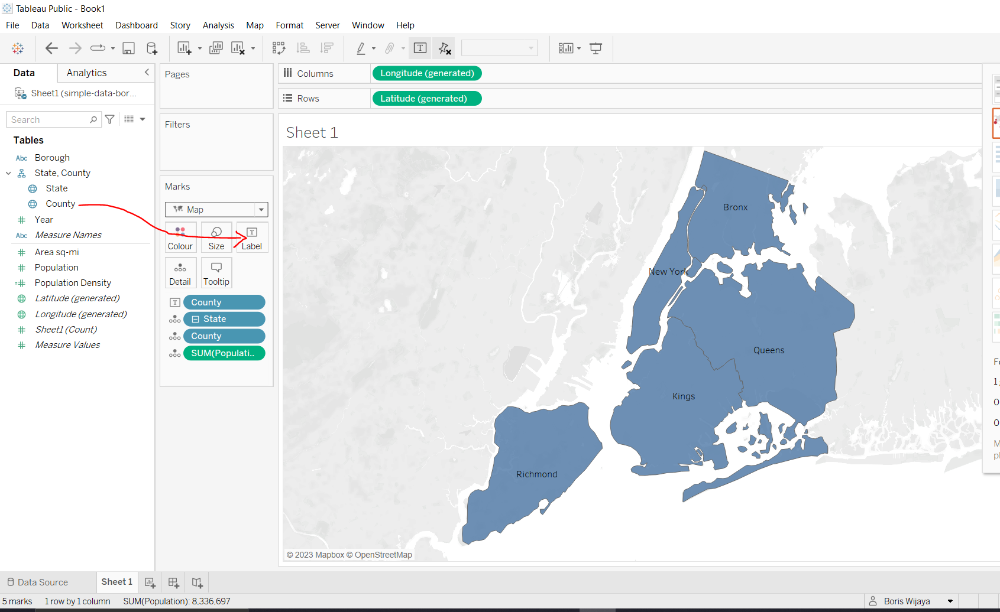 Tableau Public - Book1
File Data Worksheet Dashboard Story Analysis Map Format Server Window Help
Data
Analytics
Sheet1 (simple-data-bor...
Search
Tables
Abc Borough
State, County
State
County
Year
Abc Measure Names
Area sq-mi
Population
Population Density
Latitude (generated)
Longitude (generated)
Sheet1 (Count)
Measure Values
Pages
Filters
Marks
Map
Colour
Size
T
Label
Detail
Tooltip
T County
State
County
SUM(Populati..
T
Columns
Longitude (generated)
Rows
Latitude (generated)
Sheet 1
Bronx
New York
Queens
Kings
Richmond
© 2023 Mapbox © OpenStreetMap
Data Source
Sheet 1
5 marks 1 row by 1 column SUM(Population): 8,336,697
Boris Wijaya